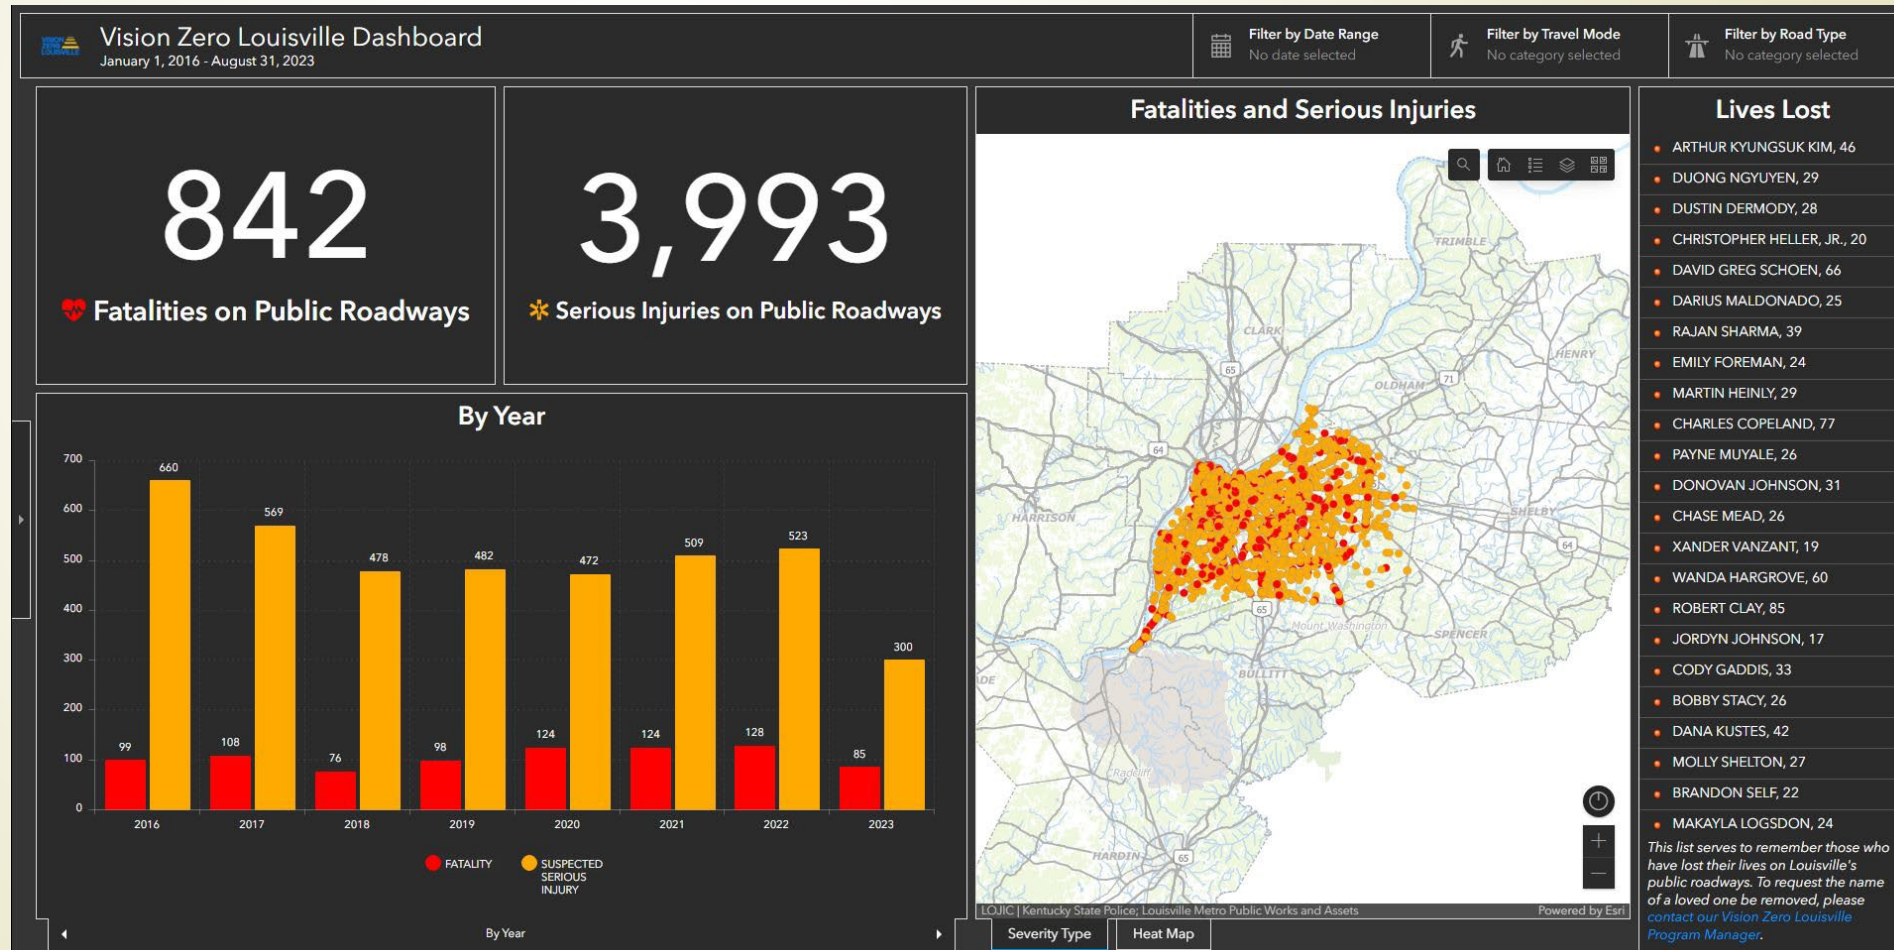 VISION
ZERO
LOUISVILLE
Vision Zero Louisville Dashboard
January 1, 2016 - August 31, 2023
Filter by Date Range
No date selected
Filter by Travel Mode
No category selected
Filter by Road Type
No category selected
842
Fatalities on Public Roadways
3,993
Serious Injuries on Public Roadways
By Year
700
600
500
400
300
200
100
0
99
660
108
569
76
478
98
482
124
472
124
509
128
523
85
300
2016
2017
2018
2019
2020
2021
2022
2023
FATALITY
SUSPECTED
SERIOUS
INJURY
By Year
Fatalities and Serious Injuries
TRIMBLE
CLARK
HENRY
65
OLDHAM
71
64
HARRISON
SHELBY
64
65
Mount Washington
SPENCER
BULLITT
ADE
Radcliff
HARDIN
65
LOJIC | Kentucky State Police; Louisville Metro Public Works and Assets
Powered by Esri
Severity Type
Heat Map
Lives Lost
ARTHUR KYUNGSUK KIM, 46
DUONG NGYUYEN, 29
DUSTIN DERMODY, 28
CHRISTOPHER HELLER, JR., 20
DAVID GREG SCHOEN, 66
DARIUS MALDONADO, 25
RAJAN SHARMA, 39
EMILY FOREMAN, 24
MARTIN HEINLY, 29
CHARLES COPELAND, 77
PAYNE MUYALE, 26
DONOVAN JOHNSON, 31
CHASE MEAD, 26
XANDER VANZANT, 19
WANDA HARGROVE, 60
ROBERT CLAY, 85
JORDYN JOHNSON, 17
CODY GADDIS, 33
BOBBY STACY, 26
DANA KUSTES, 42
MOLLY SHELTON, 27
BRANDON SELF, 22
MAKAYLA LOGSDON, 24
This list serves to remember those who
have lost their lives on Louisville's
public roadways. To request the name
of a loved one be removed, please
contact our Vision Zero Louisville
Program Manager.